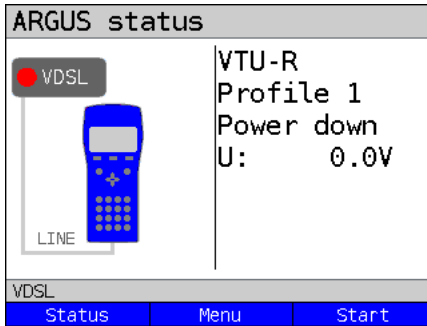 ARGUS status
VDSL
VTU-R
Profile 1
Power down
U: 0.0V
LINE
VDSL
Status Menu Start